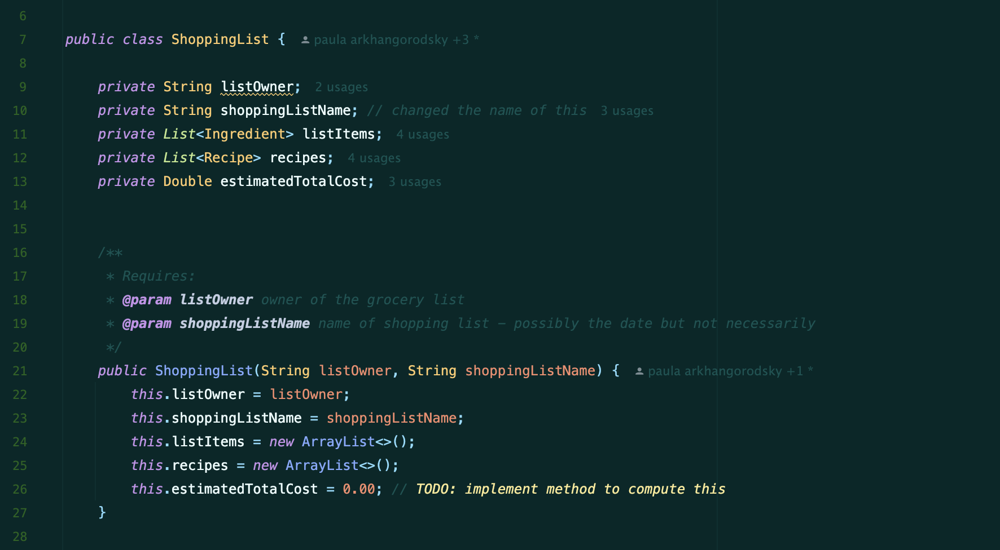 6
7 public class ShoppingList { paula arkhangorodsky +3 *
8
9 private String listOwner; 2 usages
10 private String shoppingListName; // changed the name of this 3 usages
11 private List<Ingredient> listItems; 4 usages
12 private List<Recipe> recipes; 4 usages
13 private Double estimatedTotalCost; 3 usages
14
15
16 /**
17 * Requires:
18 * @param listOwner owner of the grocery list
19 * @param shoppingListName name of shopping list – possibly the date but not necessarily
20 */
21 public ShoppingList(String listOwner, String shoppingListName) { paula arkhangorodsky +1 *
22 this.listOwner = listOwner;
23 this.shoppingListName = shoppingListName;
24 this.listItems = new ArrayList<>();
25 this.recipes = new ArrayList<>();
26 this.estimatedTotalCost = 0.00; // TODO: implement method to compute this
27 }
28